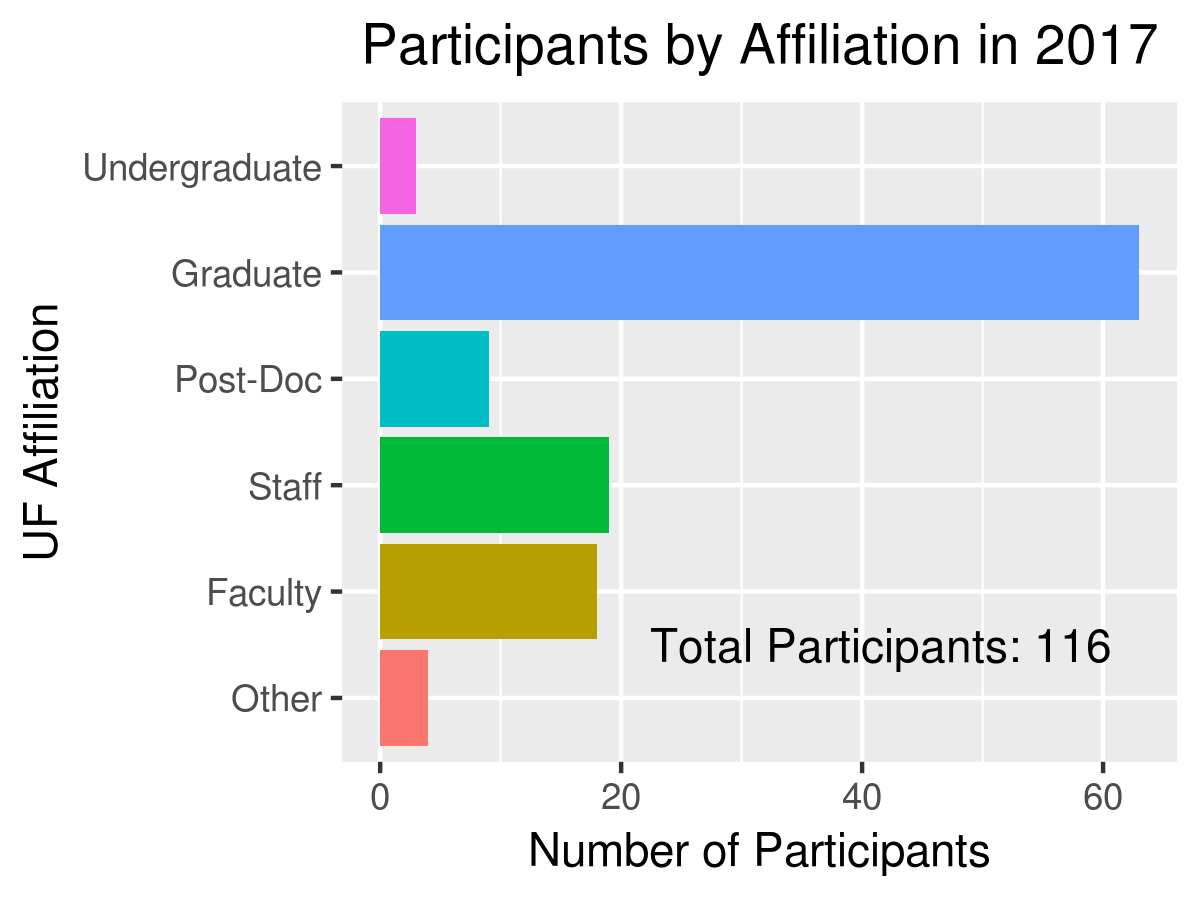 Participants by Affiliation in 2017
UF Affiliation
Undergraduate
Graduate
Post-Doc
Staff
Faculty
Other
Total Participants: 116
0 20 40 60
Number of Participants